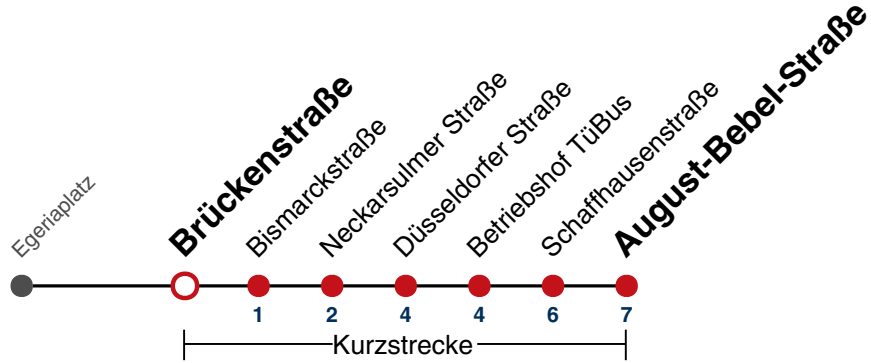 Egeriaplatz
Brückenstraße
Bismarckstraße
Neckarsulmer Straße
Düsseldorfer Straße
Betriebshof TüBus
Schaffhausenstraße
August-Bebel-Straße
1 2 4 4 6 7
Kurzstrecke